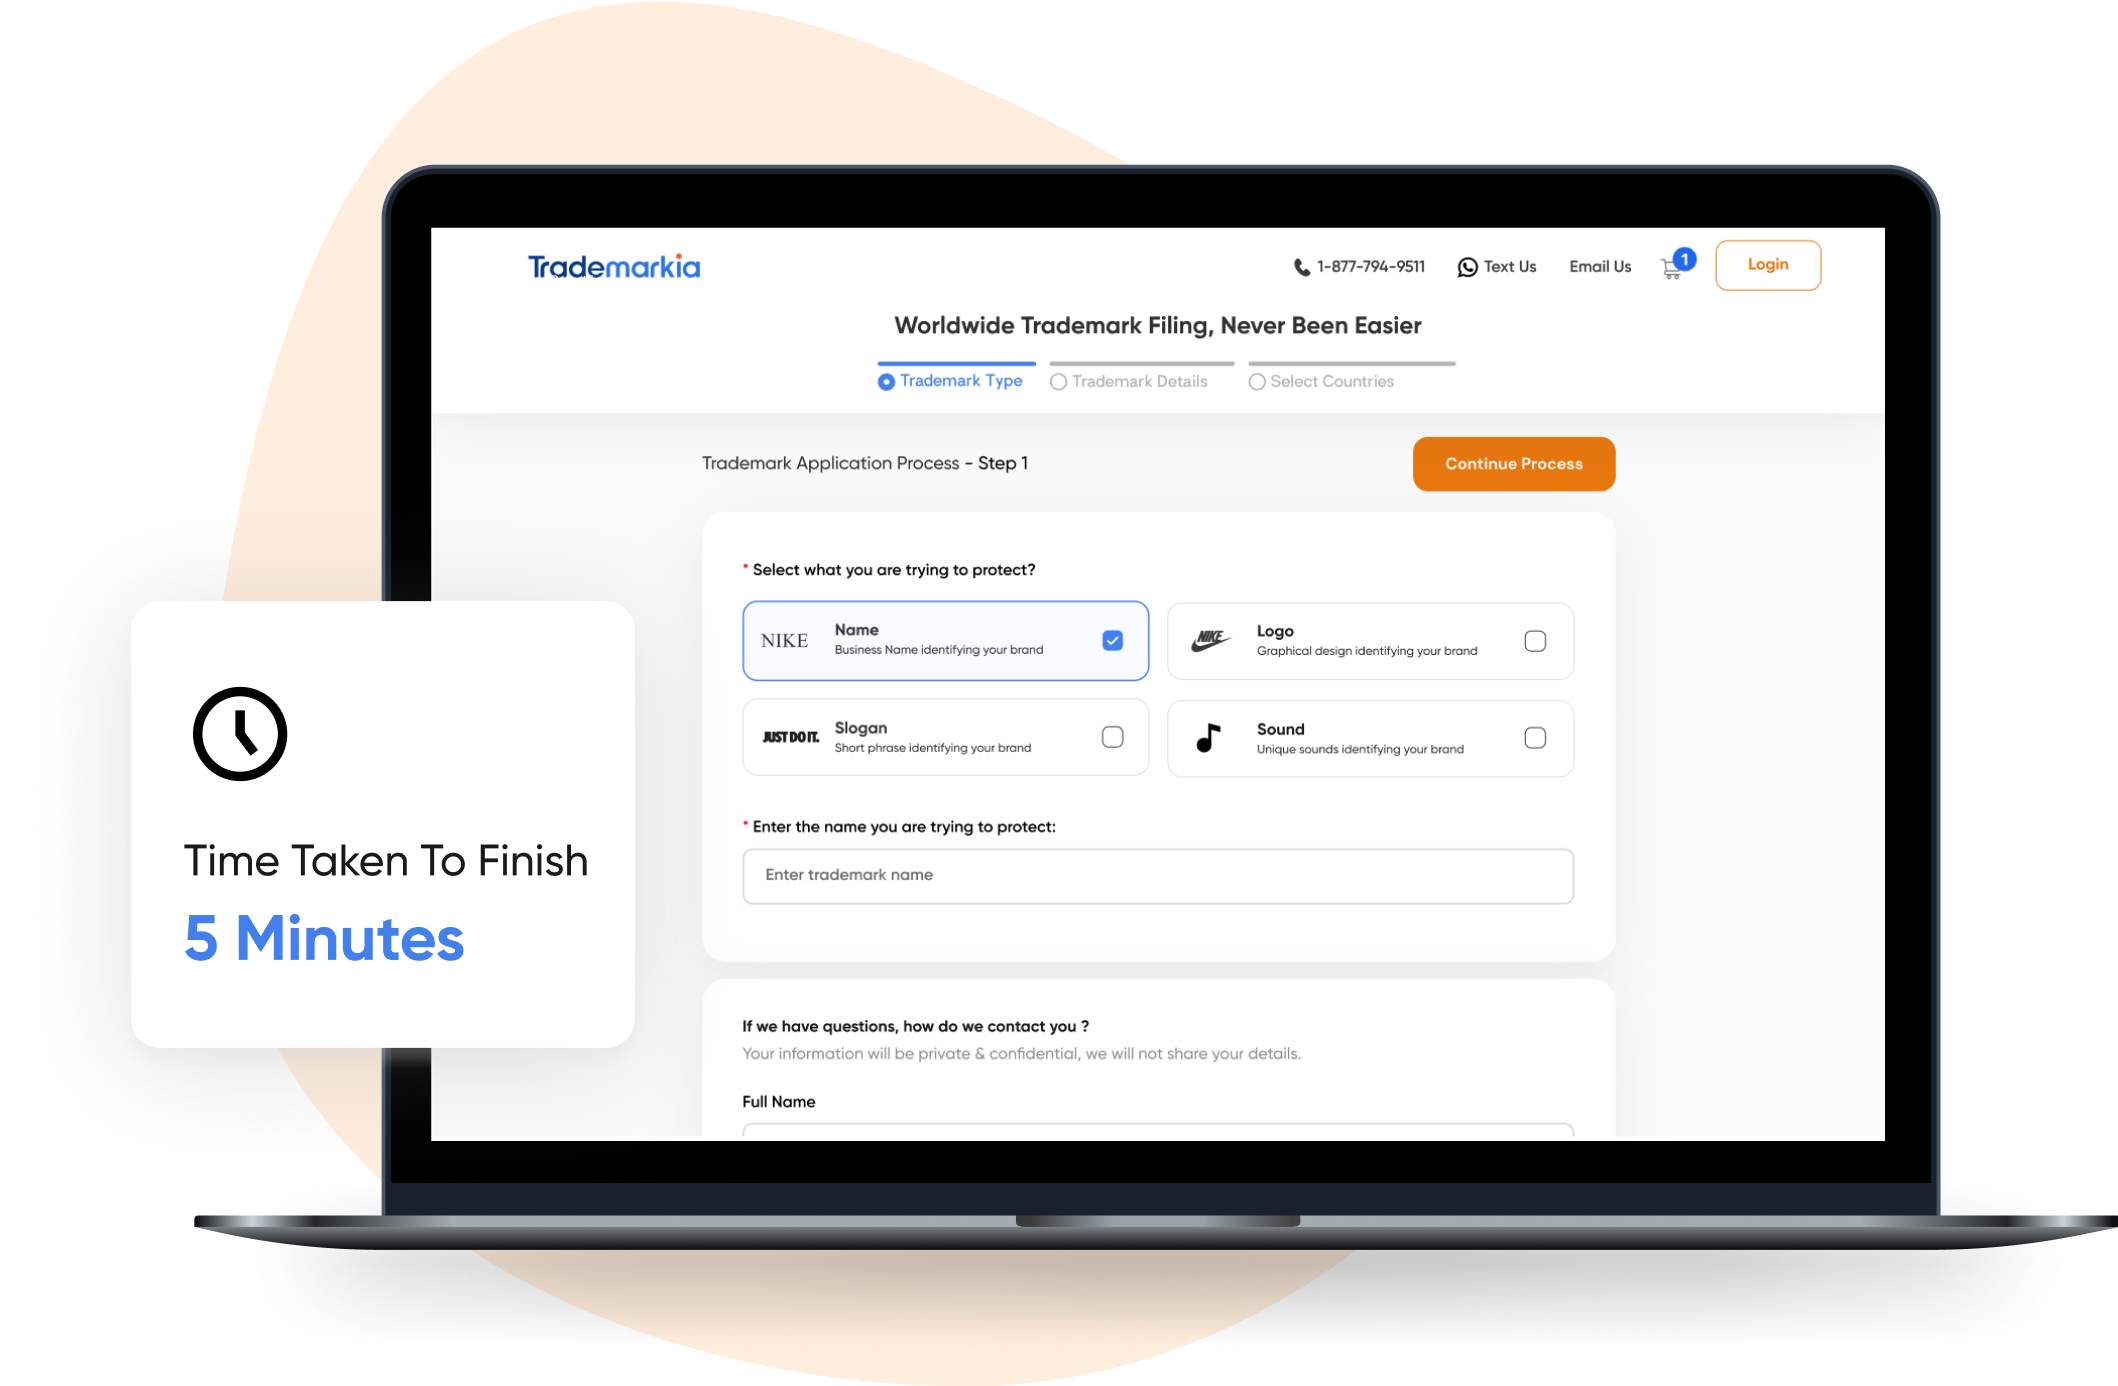 Trademarkia
1-877-794-9511
Text Us
Email Us
1
Login
Worldwide Trademark Filing, Never Been Easier
Trademark Type
Trademark Details
Select Countries
Trademark Application Process - Step 1
Continue Process
* Select what you are trying to protect?
NIKE
Name
Business Name identifying your brand
NIKE
Logo
Graphical design identifying your brand
JUST DO IT.
Slogan
Short phrase identifying your brand
Sound
Unique sounds identifying your brand
* Enter the name you are trying to protect:
Enter trademark name
If we have questions, how do we contact you ?
Your information will be private & confidential, we will not share your details.
Full Name
Time Taken To Finish
5 Minutes